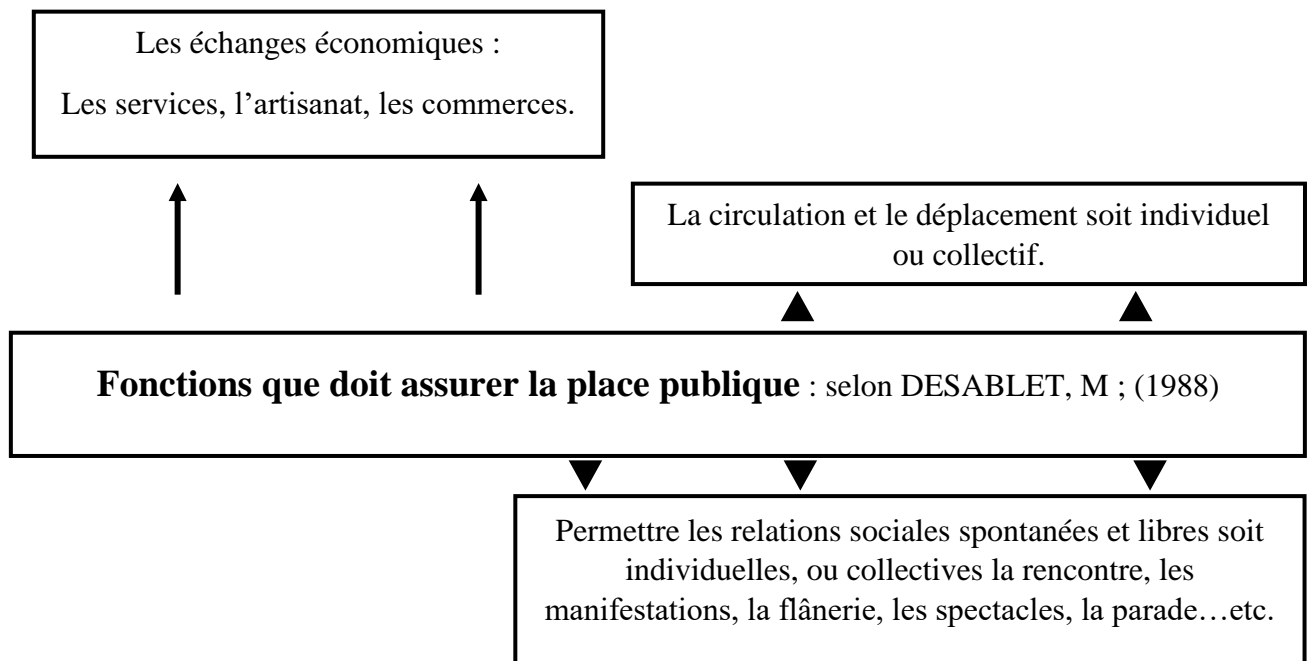 Les échanges économiques :
Les services, l’artisanat, les commerces.
La circulation et le déplacement soit individuel
ou collectif.
Fonctions que doit assurer la place publique : selon DESABLET, M ; (1988)
Permettre les relations sociales spontanées et libres soit
individuelles, ou collectives la rencontre, les
manifestations, la flânerie, les spectacles, la parade…etc.